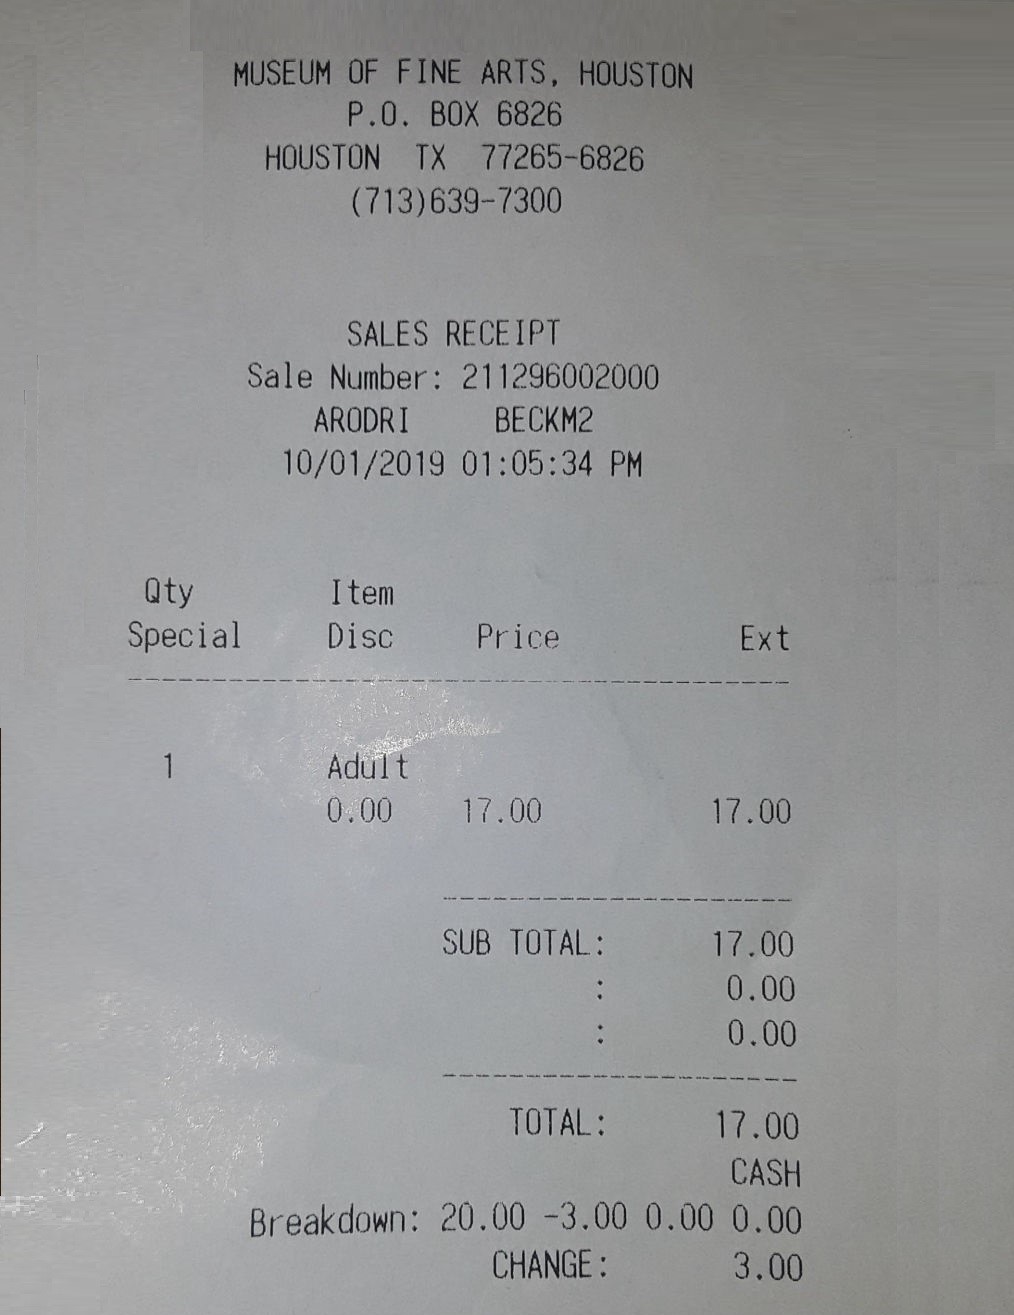 MUSEUM OF FINE ARTS, HOUSTON
P.O. BOX 6826
HOUSTON TX 77265-6826
(713)639-7300
SALES RECEIPT
Sale Number: 211296002000
ARODRI BECKM2
10/01/2019 01:05:34 PM
Qty Item
Special Disc Price Ext
1 Adult
0.00 17.00 17.00
SUB TOTAL: 17.00
: 0.00
: 0.00
TOTAL: 17.00
CASH
Breakdown: 20.00 -3.00 0.00 0.00
CHANGE: 3.00